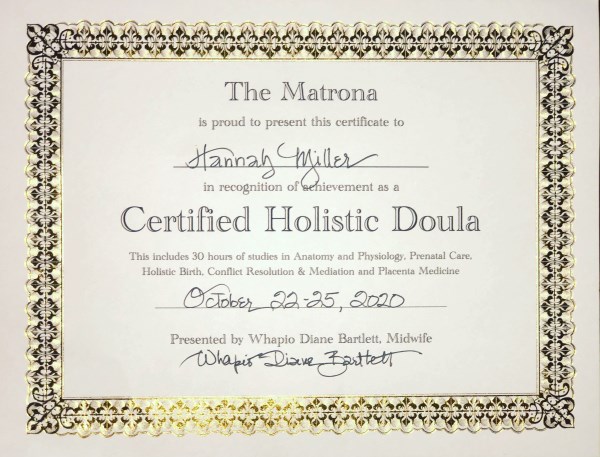 The Matrona
is proud to present this certificate to
Hannah Miller
in recognition of achievement as a
Certified Holistic Doula
This includes 30 hours of studies in Anatomy and Physiology, Prenatal Care,
Holistic Birth, Conflict Resolution & Mediation and Placenta Medicine
October 22-25, 2020
Presented by Whapio Diane Bartlett, Midwife
Whapio Diane Bartlett